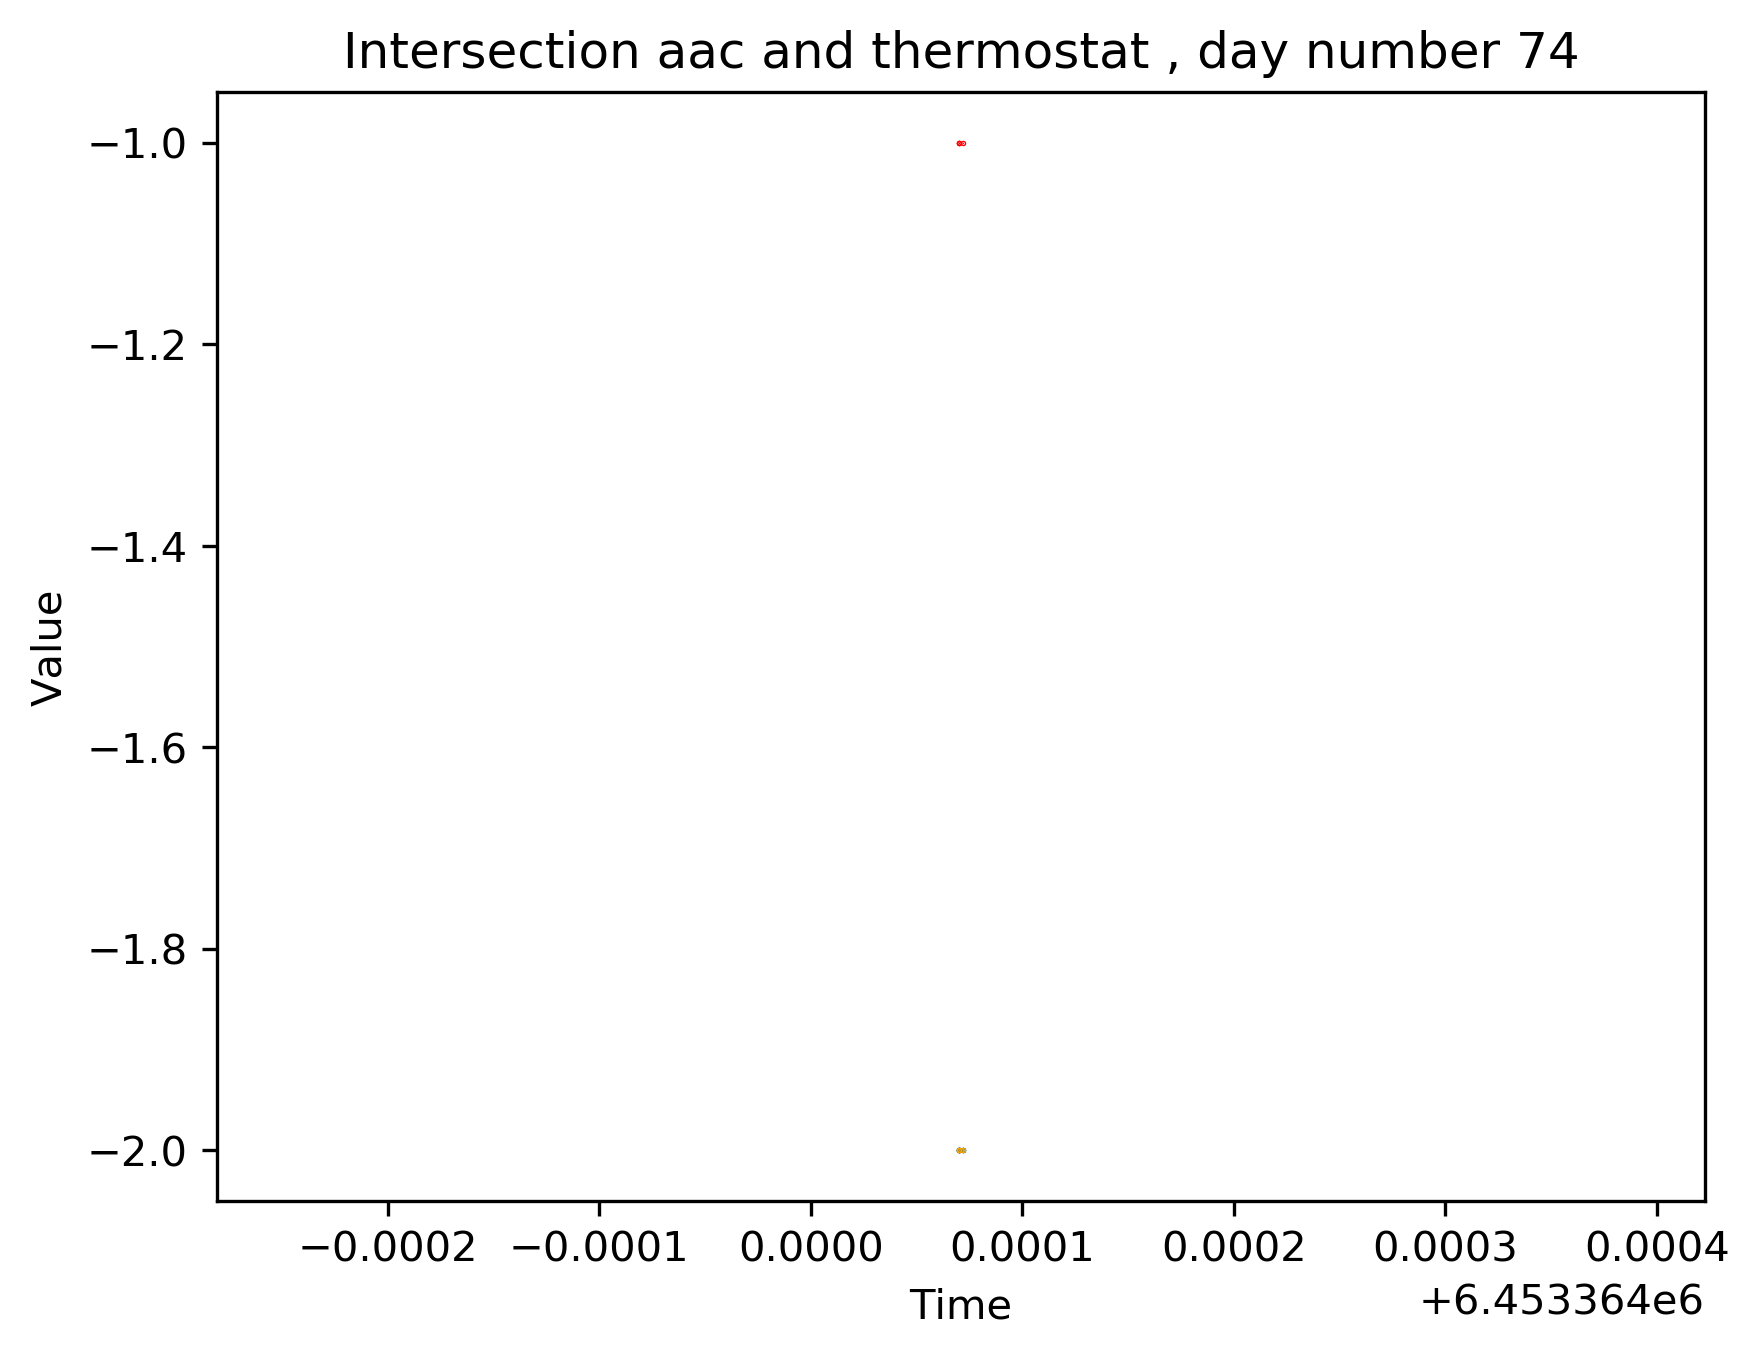 Intersection aac and thermostat , day number 74
−1.0
−1.2
−1.4
−1.6
−1.8
−2.0
Value
−0.0002 −0.0001 0.0000 0.0001 0.0002 0.0003 0.0004
Time
+6.453364e6